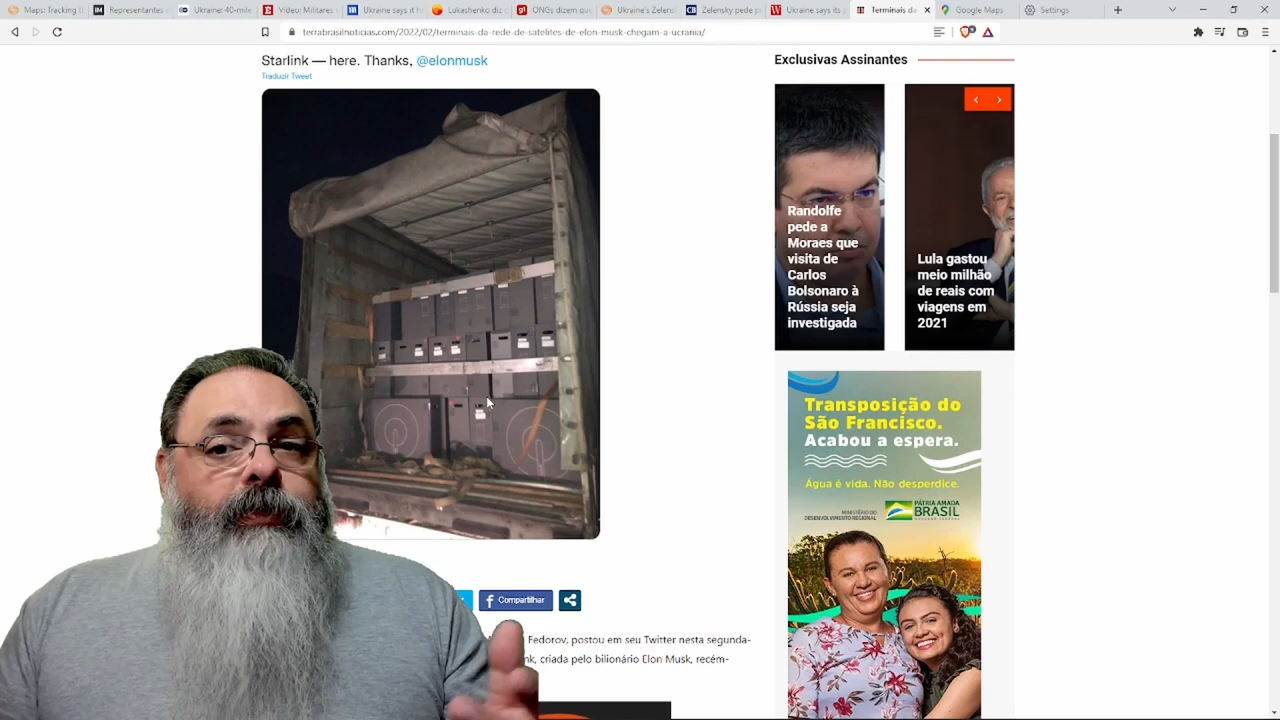 Maps: Tracking t
Representantes
Ukraine: 40-mile
Vídeo: Militares r
Ukraine says it h
Lukashenko diz
ONGs dizem que
Ukraine's Zelens
Zelensky pede p
Ukraine says its
Terminais da
Google Maps
Settings
terrabrasilnoticias.com/2022/02/terminais-da-rede-de-satelites-de-elon-musk-chegam-a-ucrania/
Starlink — here. Thanks, @elonmusk
Traduzir Tweet
Compartilhar
Fedorov, postou em seu Twitter nesta segunda-
nk, criada pelo bilionário Elon Musk, recém-
Exclusivas Assinantes
Randolfe
pede a
Moraes que
visita de
Carlos
Bolsonaro à
Rússia seja
investigada
Lula gastou
meio milhão
de reais com
viagens em
2021
Transposição do
São Francisco.
Acabou a espera.
Água é vida. Não desperdice.
MINISTÉRIO DO
DESENVOLVIMENTO REGIONAL
PÁTRIA AMADA
BRASIL